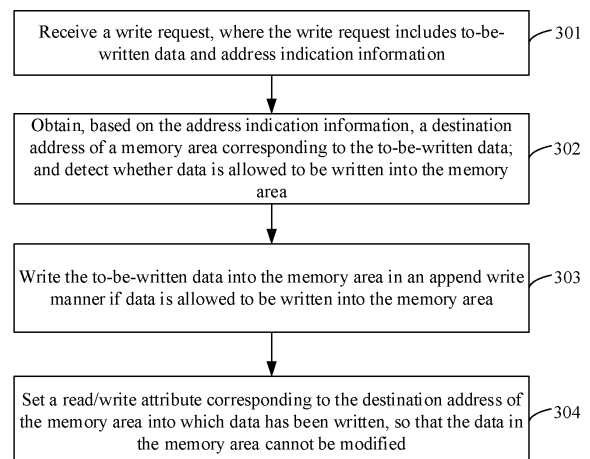 Receive a write request, where the write request includes to-be-
written data and address indication information
301
Obtain, based on the address indication information, a destination
address of a memory area corresponding to the to-be-written data;
and detect whether data is allowed to be written into the memory
area
302
Write the to-be-written data into the memory area in an append write
manner if data is allowed to be written into the memory area
303
Set a read/write attribute corresponding to the destination address of
the memory area into which data has been written, so that the data in
the memory area cannot be modified
304